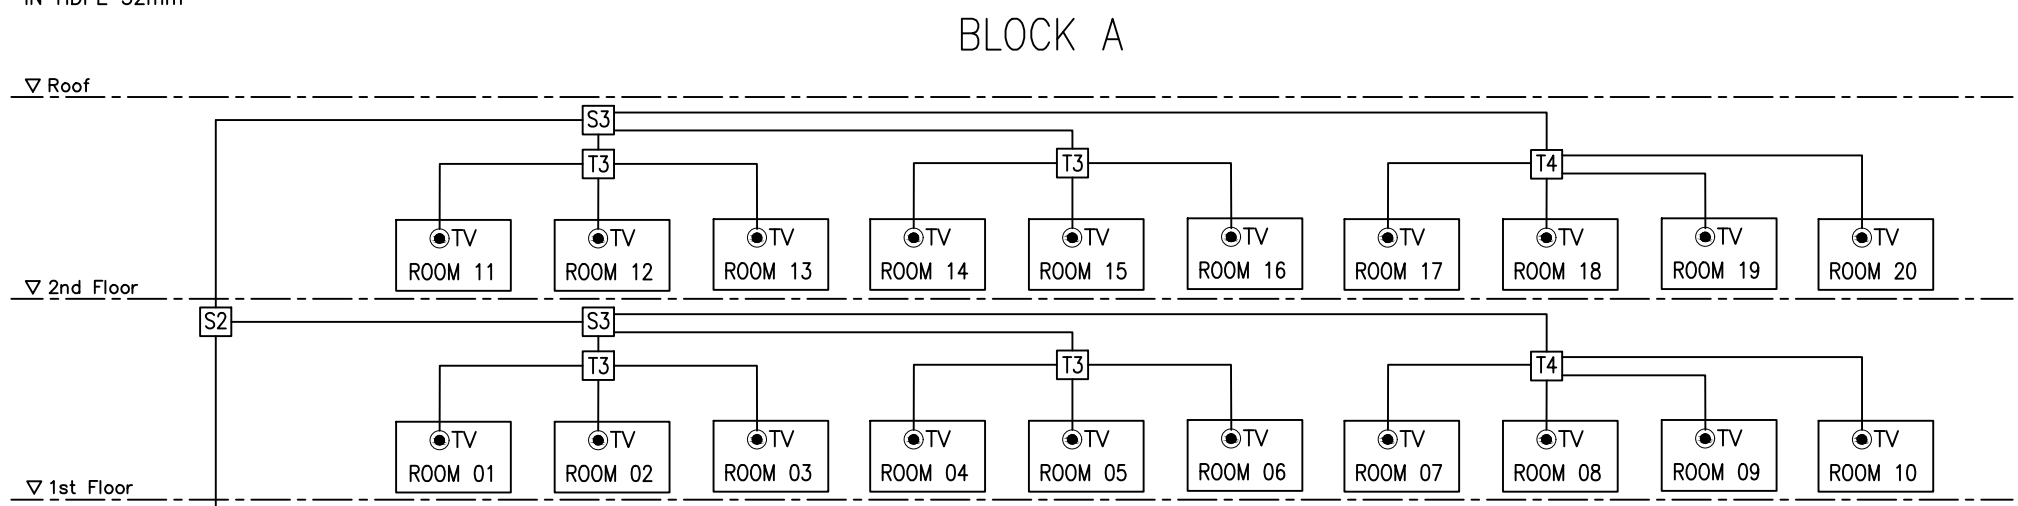 BLOCK A
▽ Roof
S3
T3 T3 T4
TV TV TV TV TV TV TV TV TV TV
ROOM 11 ROOM 12 ROOM 13 ROOM 14 ROOM 15 ROOM 16 ROOM 17 ROOM 18 ROOM 19 ROOM 20
▽ 2nd Floor
S2 S3
T3 T3 T4
TV TV TV TV TV TV TV TV TV TV
ROOM 01 ROOM 02 ROOM 03 ROOM 04 ROOM 05 ROOM 06 ROOM 07 ROOM 08 ROOM 09 ROOM 10
▽ 1st Floor